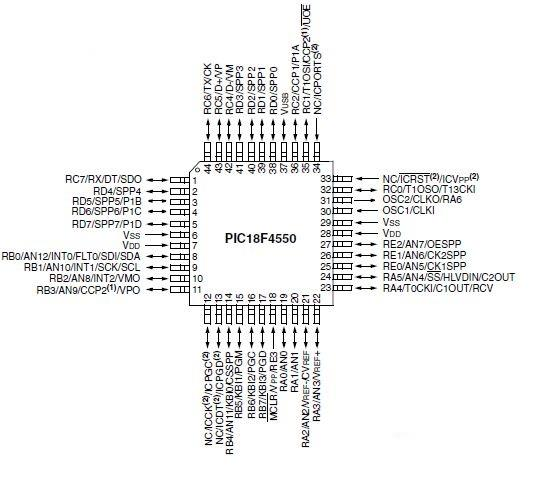 RC6/TX/CK
RC5/D+/VP
RC4/D-/VM
RD3/SPP3
RD2/SPP2
RD1/SPP1
RD0/SPP0
VUSB
RC2/CCP1/P1A
RC1/T1OSI/CCP2(1)/UOE
NC/ICPORTS(2)
44
43
42
41
40
39
38
37
36
35
34
RC7/RX/DT/SDO 1
RD4/SPP4 2
RD5/SPP5/P1B 3
RD6/SPP6/P1C 4
RD7/SPP7/P1D 5
VSS 6
VDD 7
RB0/AN12/INT0/FLT0/SDI/SDA 8
RB1/AN10/INT1/SCK/SCL 9
RB2/AN8/INT2/VMO 10
RB3/AN9/CCP2(1)/VPO 11
PIC18F4550
33 NC/ICRST(2)/ICVPP(2)
32 RC0/T1OSO/T13CKI
31 OSC2/CLKO/RA6
30 OSC1/CLKI
29 VSS
28 VDD
27 RE2/AN7/OESPP
26 RE1/AN6/CK2SPP
25 RE0/AN5/CK1SPP
24 RA5/AN4/SS/HLVDIN/C2OUT
23 RA4/T0CKI/C1OUT/RCV
12
13
14
15
16
17
18
19
20
21
22
NC/ICCK(2)/ICPGC(2)
NC/ICDT(2)/ICPGD(2)
RB4/AN11/KBI0/CSSPP
RB5/KBI1/PGM
RB6/KBI2/PGC
RB7/KBI3/PGD
MCLR/VPP/RE3
RA0/AN0
RA1/AN1
RA2/AN2/VREF-/CVREF
RA3/AN3/VREF+